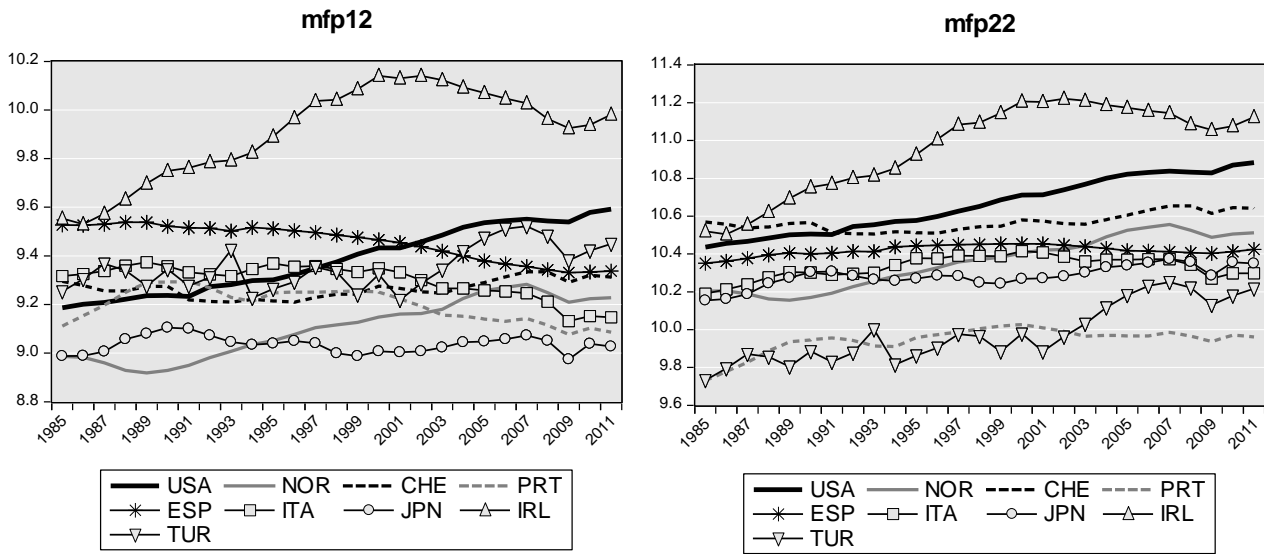 mfp12
10.2
10.0
9.8
9.6
9.4
9.2
9.0
8.8
1985 1987 1989 1991 1993 1995 1997 1999 2001 2003 2005 2007 2009 2011
USA NOR CHE PRT
ESP ITA JPN IRL
TUR
mfp22
11.4
11.2
11.0
10.8
10.6
10.4
10.2
10.0
9.8
9.6
1985 1987 1989 1991 1993 1995 1997 1999 2001 2003 2005 2007 2009 2011
USA NOR CHE PRT
ESP ITA JPN IRL
TUR